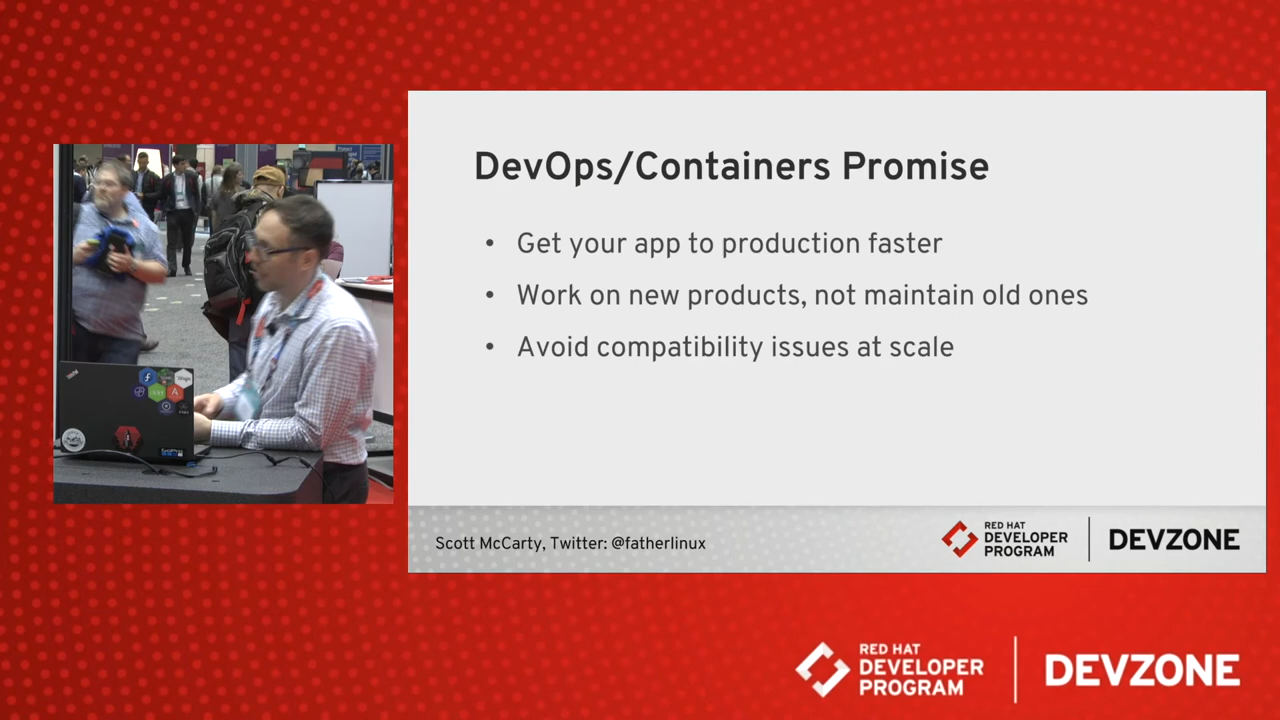 DevOps/Containers Promise
• Get your app to production faster
• Work on new products, not maintain old ones
• Avoid compatibility issues at scale
Scott McCarty, Twitter: @fatherlinux
RED HAT
DEVELOPER
PROGRAM
DEVZONE
RED HAT
DEVELOPER
PROGRAM
DEVZONE